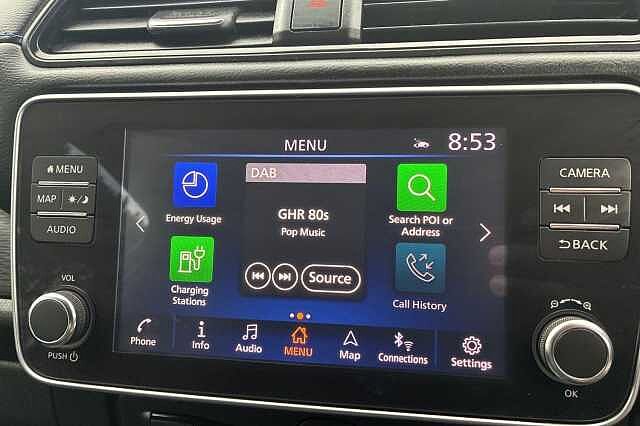 MENU
MAP
AUDIO
VOL
PUSH
MENU
8:53
Energy Usage
Charging
Stations
DAB
GHR 80s
Pop Music
Source
Search POI or
Address
Call History
Phone
Info
Audio
MENU
Map
Connections
Settings
CAMERA
BACK
OK